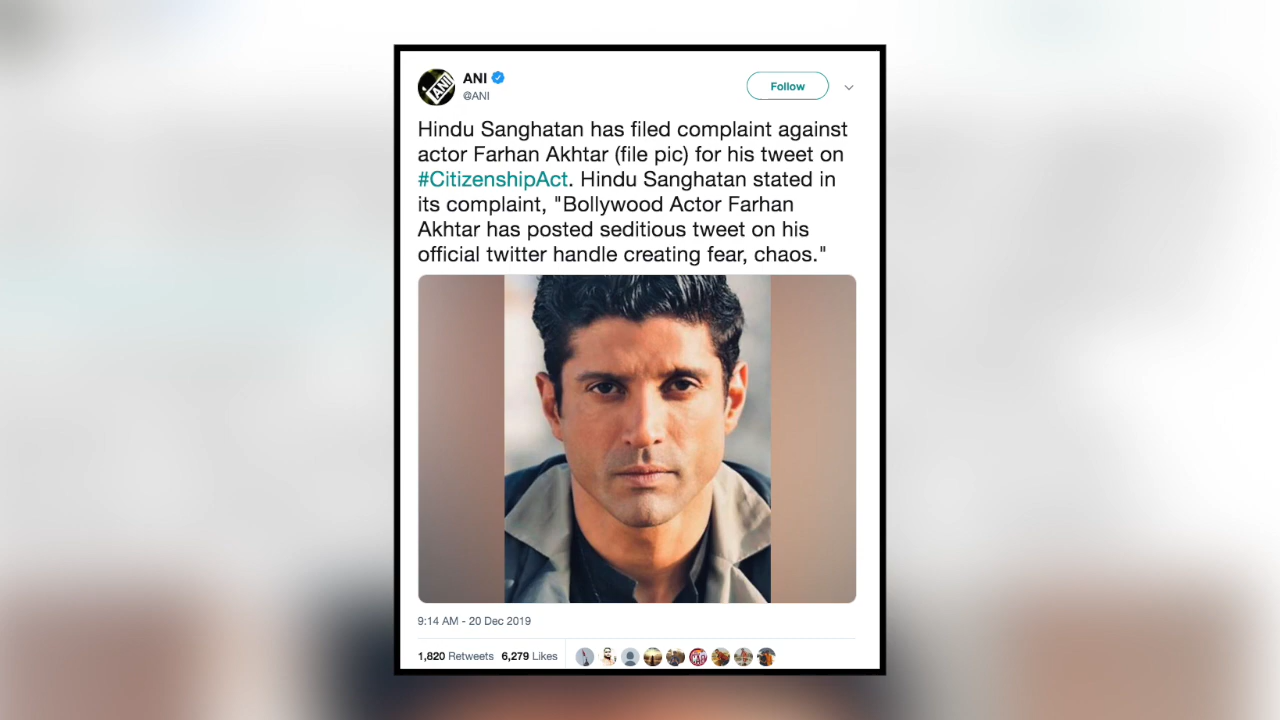 ANI
@ANI
Follow
Hindu Sanghatan has filed complaint against
actor Farhan Akhtar (file pic) for his tweet on
#CitizenshipAct. Hindu Sanghatan stated in
its complaint, "Bollywood Actor Farhan
Akhtar has posted seditious tweet on his
official twitter handle creating fear, chaos."
9:14 AM - 20 Dec 2019
1,820 Retweets 6,279 Likes